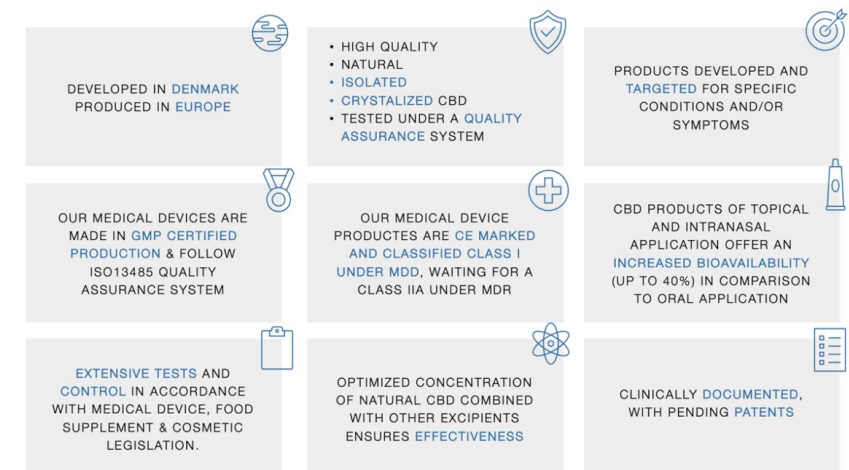 DEVELOPED IN DENMARK
PRODUCED IN EUROPE
• HIGH QUALITY
• NATURAL
• ISOLATED
• CRYSTALIZED CBD
• TESTED UNDER A QUALITY
ASSURANCE SYSTEM
PRODUCTS DEVELOPED AND
TARGETED FOR SPECIFIC
CONDITIONS AND/OR
SYMPTOMS
OUR MEDICAL DEVICES ARE
MADE IN GMP CERTIFIED
PRODUCTION & FOLLOW
ISO13485 QUALITY
ASSURANCE SYSTEM
OUR MEDICAL DEVICE
PRODUCTES ARE CE MARKED
AND CLASSIFIED CLASS I
UNDER MDD, WAITING FOR A
CLASS IIA UNDER MDR
CBD PRODUCTS OF TOPICAL
AND INTRANASAL
APPLICATION OFFER AN
INCREASED BIOAVAILABILITY
(UP TO 40%) IN COMPARISON
TO ORAL APPLICATION
EXTENSIVE TESTS AND
CONTROL IN ACCORDANCE
WITH MEDICAL DEVICE, FOOD
SUPPLEMENT & COSMETIC
LEGISLATION.
OPTIMIZED CONCENTRATION
OF NATURAL CBD COMBINED
WITH OTHER EXCIPIENTS
ENSURES EFFECTIVENESS
CLINICALLY DOCUMENTED,
WITH PENDING PATENTS